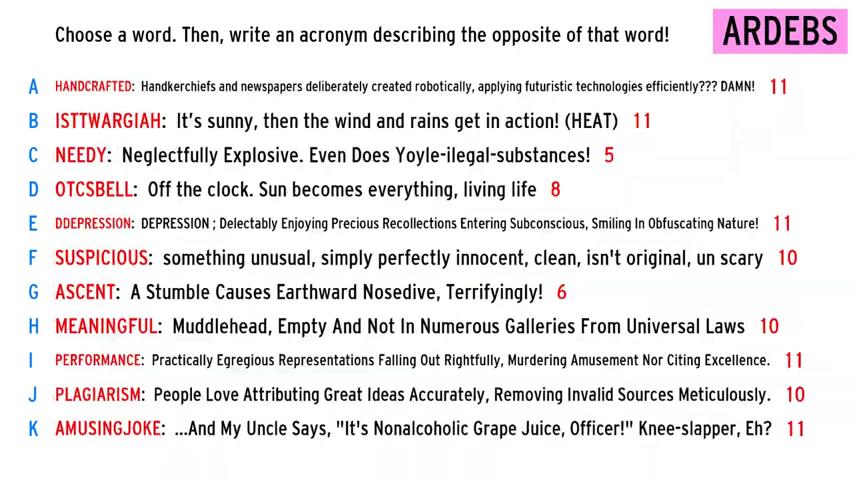 Choose a word. Then, write an acronym describing the opposite of that word!
ARDEBS
A HANDCRAFTED: Handkerchiefs and newspapers deliberately created robotically, applying futuristic technologies efficiently??? DAMN! 11
B ISTTWARGIAH: It's sunny, then the wind and rains get in action! (HEAT) 11
C NEEDY: Neglectfully Explosive. Even Does Yoyle-ilegal-substances! 5
D OTCSBELL: Off the clock. Sun becomes everything, living life 8
E DDEPRESSION: DEPRESSION ; Delectably Enjoying Precious Recollections Entering Subconscious, Smiling In Obfuscating Nature! 11
F SUSPICIOUS: something unusual, simply perfectly innocent, clean, isn't original, un scary 10
G ASCENT: A Stumble Causes Earthward Nosedive, Terrifyingly! 6
H MEANINGFUL: Muddlehead, Empty And Not In Numerous Galleries From Universal Laws 10
I PERFORMANCE: Practically Egregious Representations Falling Out Rightfully, Murdering Amusement Nor Citing Excellence. 11
J PLAGIARISM: People Love Attributing Great Ideas Accurately, Removing Invalid Sources Meticulously. 10
K AMUSINGJOKE: ...And My Uncle Says, "It's Nonalcoholic Grape Juice, Officer!" Knee-slapper, Eh? 11